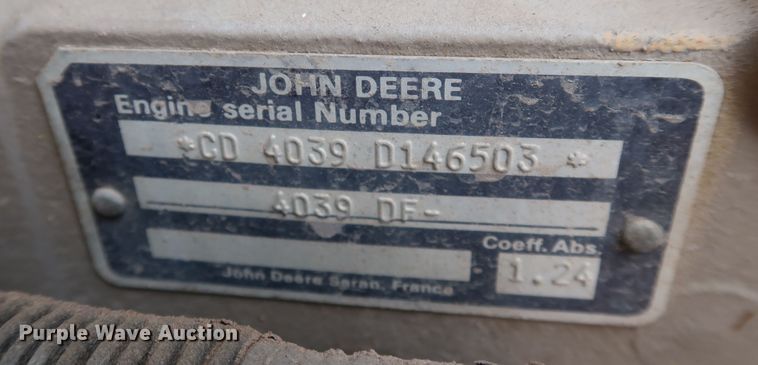 JOHN DEERE
Engine serial Number
*CD 4039 D146503 *
4039 DF-
Coeff. Abs.
1.24
John Deere Saran, France
Purple Wave Auction